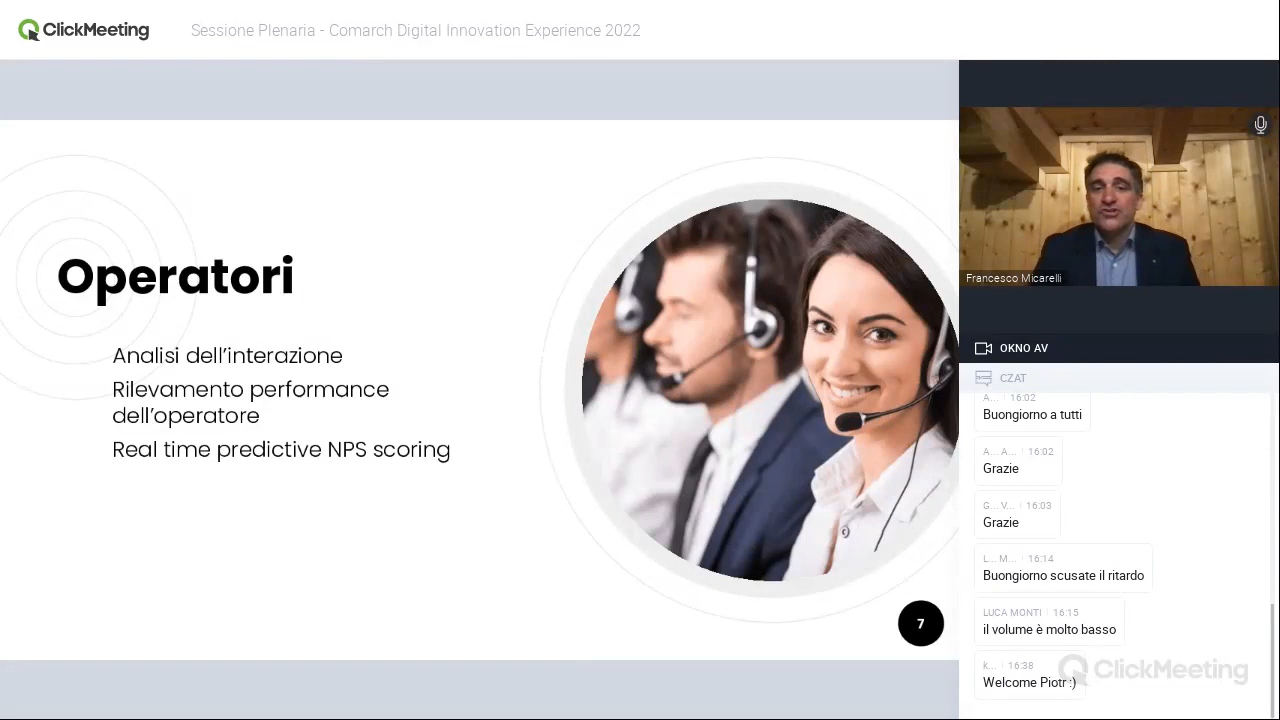 ClickMeeting
Sessione Plenaria - Comarch Digital Innovation Experience 2022
Operatori
Analisi dell’interazione
Rilevamento performance
dell’operatore
Real time predictive NPS scoring
7
Francesco Micarelli
OKNO AV
CZAT
A... 16:02
Buongiorno a tutti
A... A... 16:02
Grazie
G... V... 16:03
Grazie
L... M... 16:14
Buongiorno scusate il ritardo
LUCA MONTI 16:15
il volume è molto basso
k... 16:38
Welcome Piotr :)
ClickMeeting